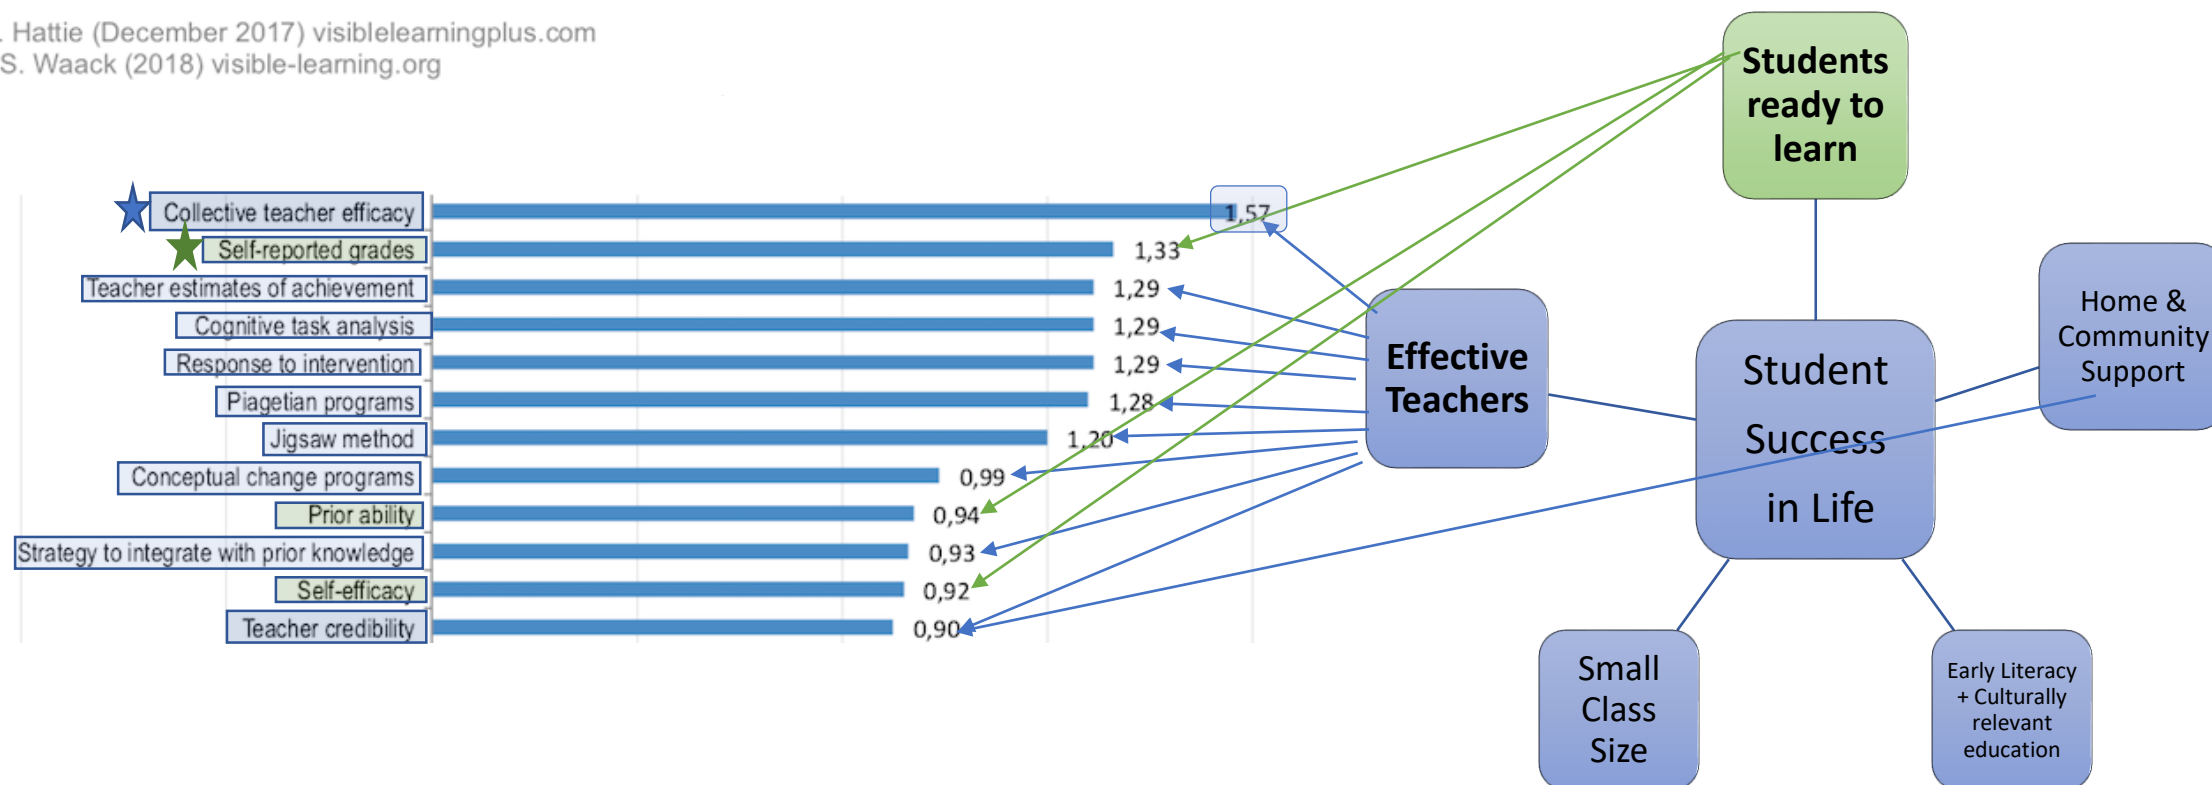 . Hattie (December 2017) visiblelearningplus.com
S. Waack (2018) visible-learning.org
Collective teacher efficacy
1,57
Self-reported grades
1,33
Teacher estimates of achievement
1,29
Cognitive task analysis
1,29
Response to intervention
1,29
Piagetian programs
1,28
Jigsaw method
1,20
Conceptual change programs
0,99
Prior ability
0,94
Strategy to integrate with prior knowledge
0,93
Self-efficacy
0,92
Teacher credibility
0,90
Effective
Teachers
Students
ready to
learn
Student
Success
in Life
Home &
Community
Support
Small
Class
Size
Early Literacy
+ Culturally
relevant
education